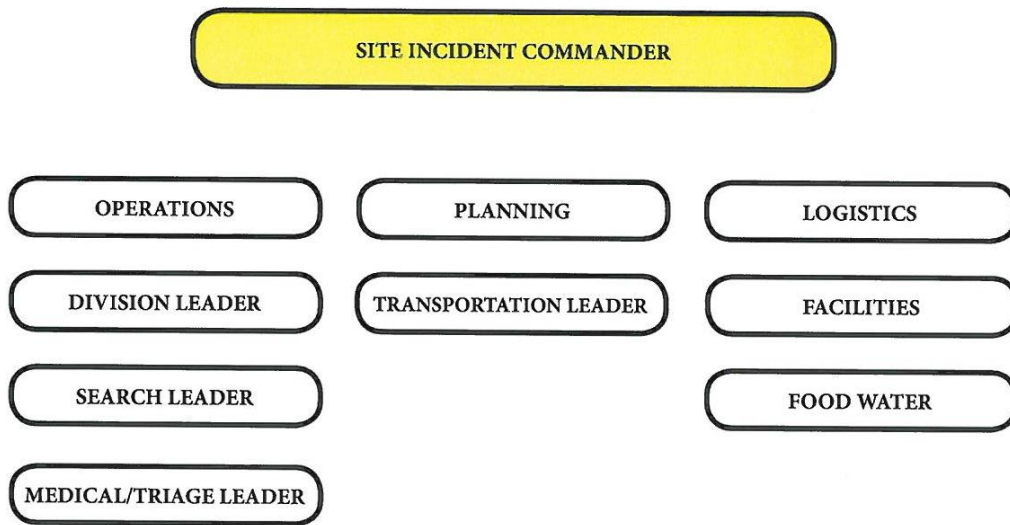 SITE INCIDENT COMMANDER
OPERATIONS
PLANNING
LOGISTICS
DIVISION LEADER
TRANSPORTATION LEADER
FACILITIES
SEARCH LEADER
FOOD WATER
MEDICAL/TRIAGE LEADER